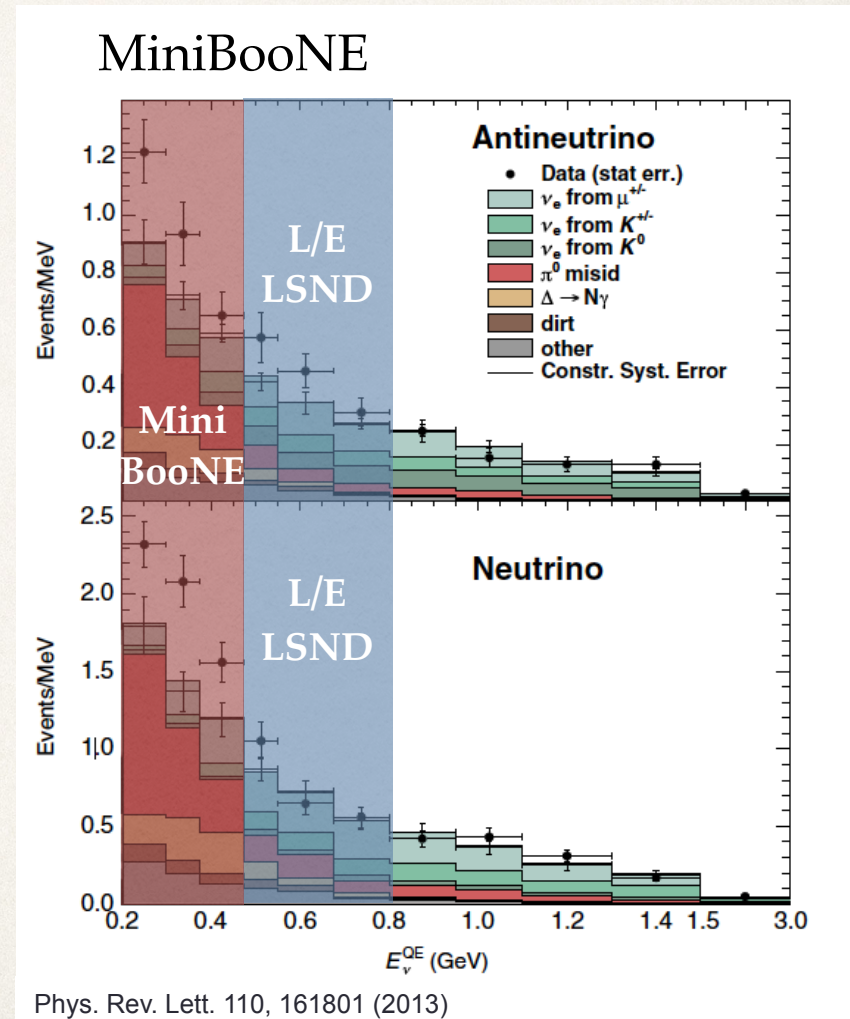 MiniBooNE
Antineutrino
Data (stat err.)
νe from μ+/-
νe from K+/-
νe from K0
π0 misid
Δ → Nγ
dirt
other
Constr. Syst. Error
L/E
LSND
Mini
BooNE
Events/MeV
1.2
1.0
0.8
0.6
0.4
0.2
Neutrino
L/E
LSND
Events/MeV
2.5
2.0
1.5
1.0
0.5
0.0
0.2 0.4 0.6 0.8 1.0 1.2 1.4 1.5 3.0
EνQE (GeV)
Phys. Rev. Lett. 110, 161801 (2013)